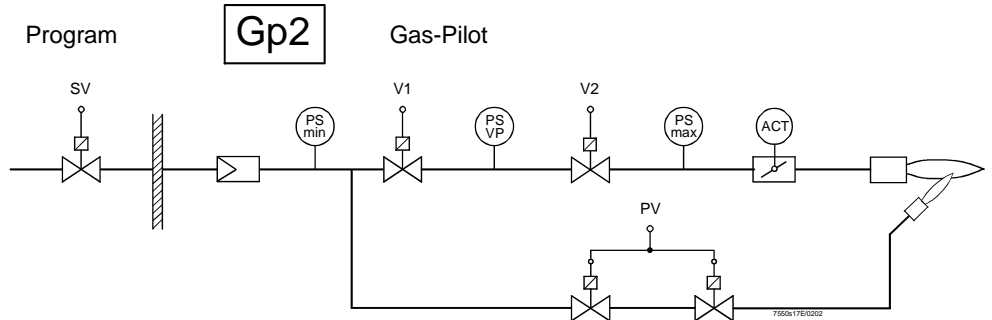 Program Gp2 Gas-Pilot
SV
V1
V2
PS
min
PS
VP
PS
max
ACT
PV
7550s17E/0202